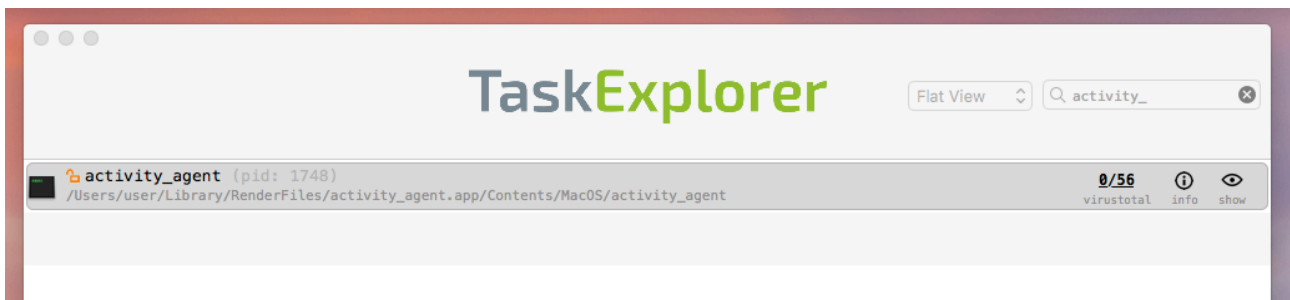 TaskExplorer
Flat View
activity_
activity_agent (pid: 1748)
/Users/user/Library/RenderFiles/activity_agent.app/Contents/MacOS/activity_agent
0/56
virustotal
info
show